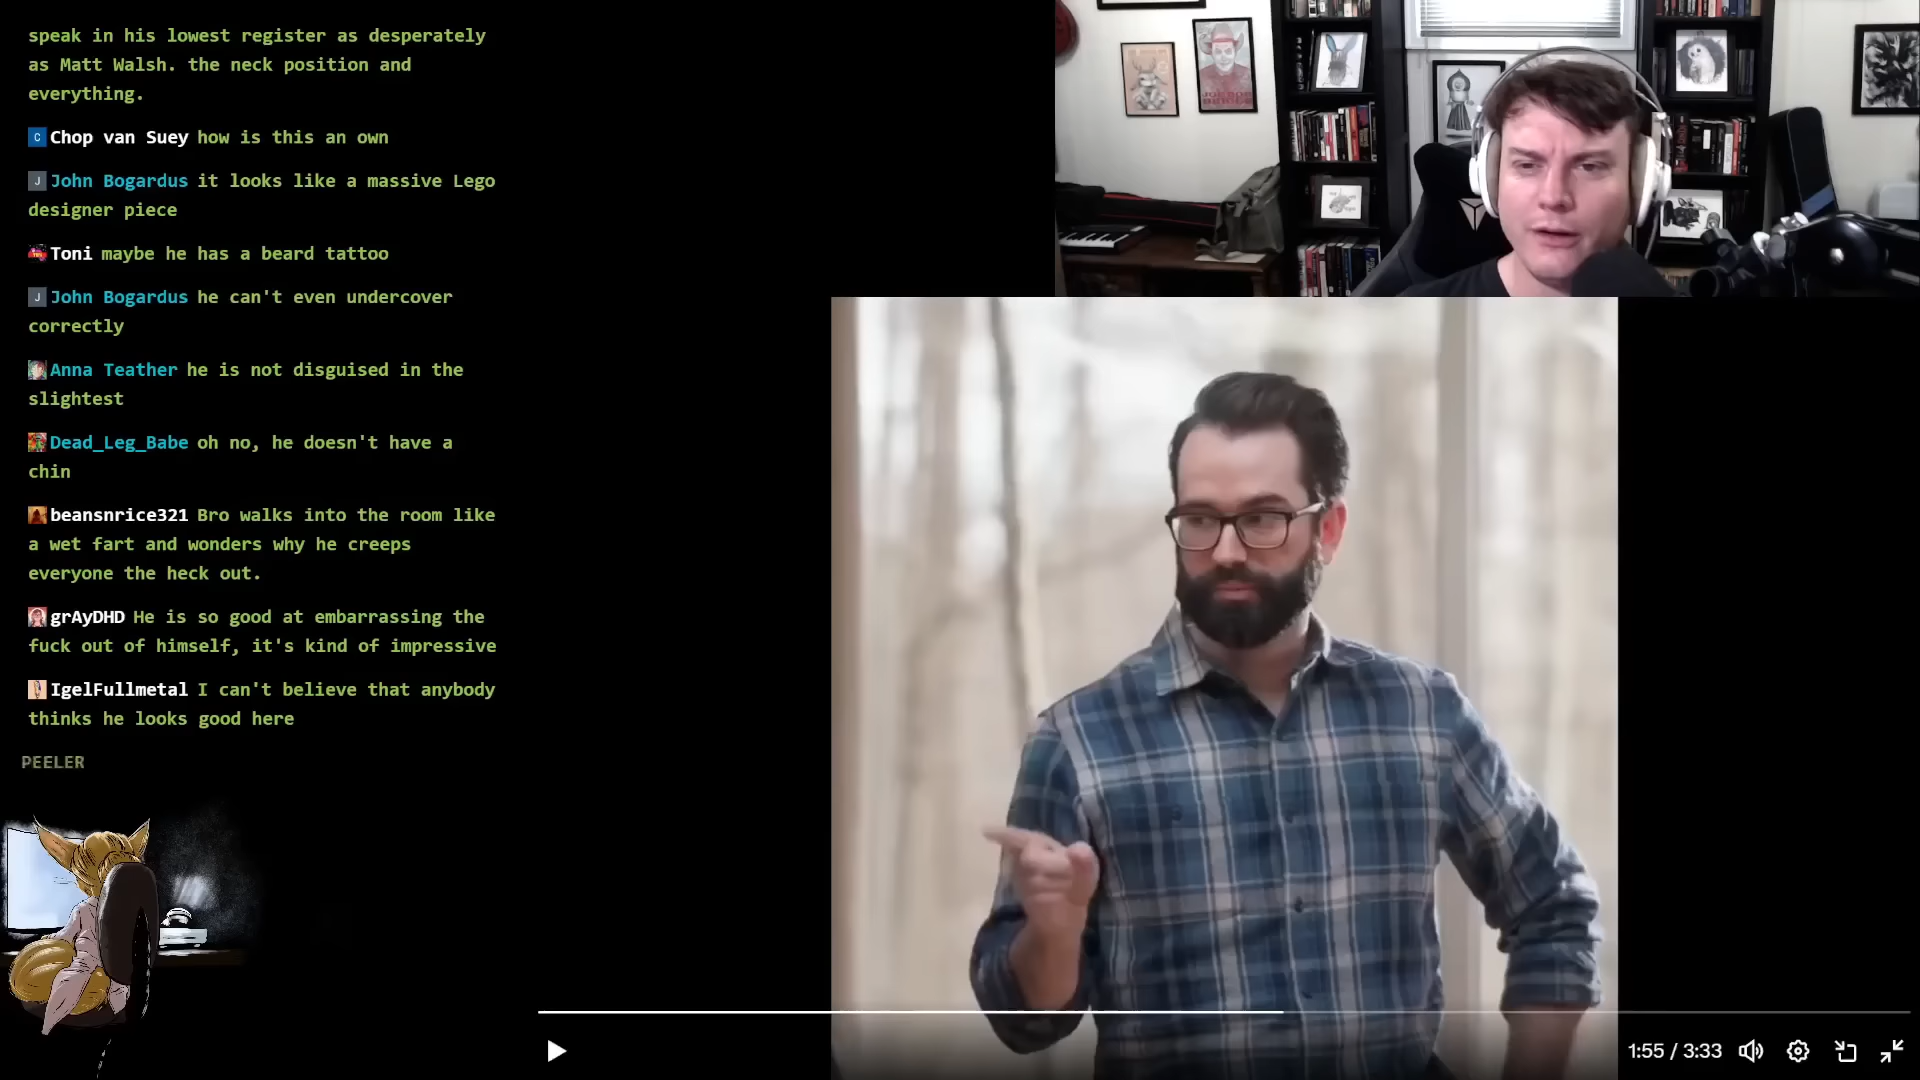 speak in his lowest register as desperately
as Matt Walsh. the neck position and
everything.
C Chop van Suey how is this an own
J John Bogardus it looks like a massive Lego
designer piece
Toni maybe he has a beard tattoo
J John Bogardus he can't even undercover
correctly
Anna Teather he is not disguised in the
slightest
Dead_Leg_Babe oh no, he doesn't have a
chin
beansnrice321 Bro walks into the room like
a wet fart and wonders why he creeps
everyone the heck out.
grAyDHD He is so good at embarrassing the
fuck out of himself, it's kind of impressive
IgelFullmetal I can't believe that anybody
thinks he looks good here
PEELER
1:55 / 3:33